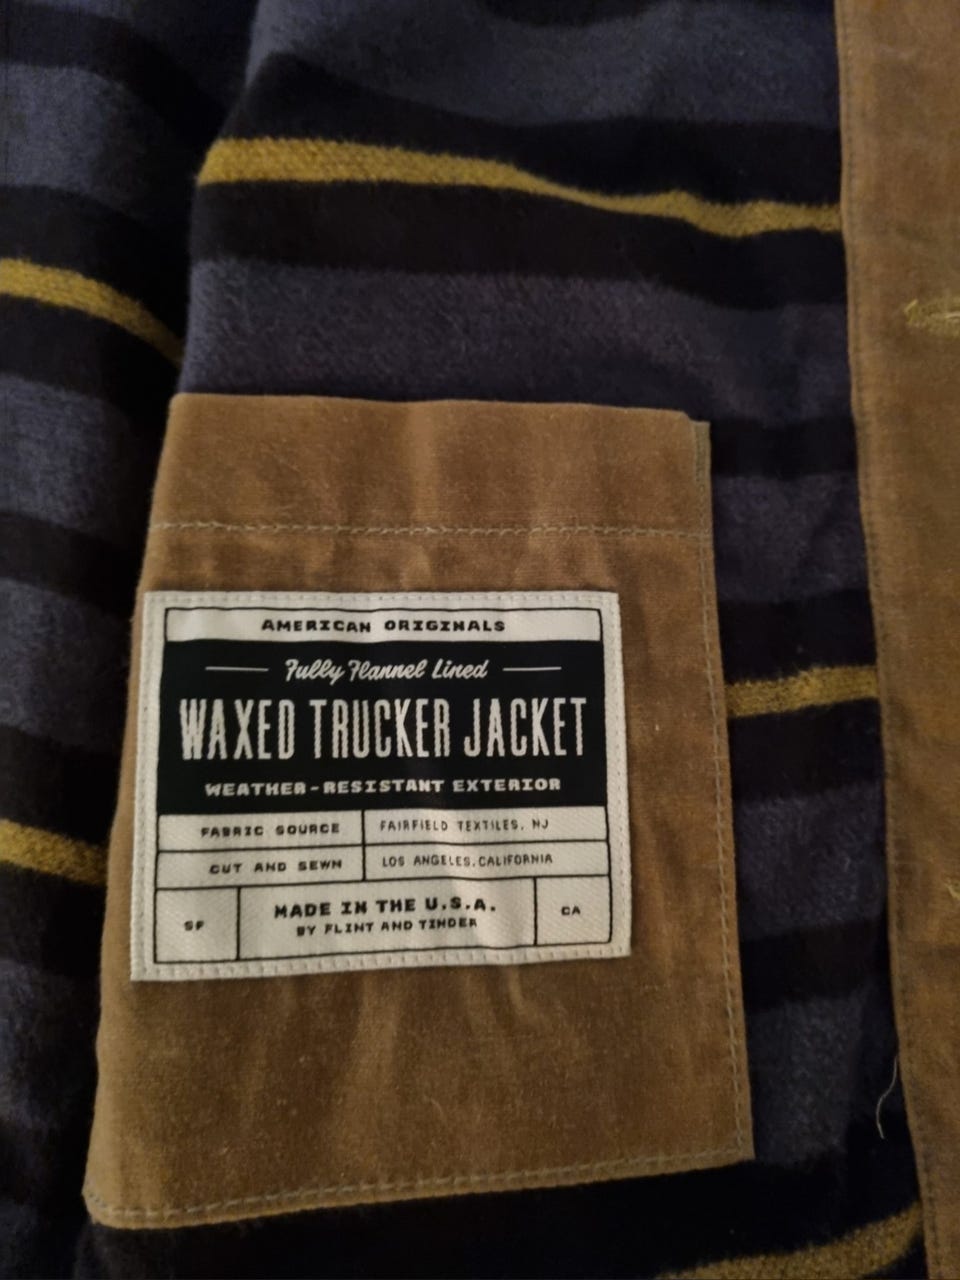 AMERICAN ORIGINALS
Fully Flannel Lined
WAXED TRUCKER JACKET
WEATHER-RESISTANT EXTERIOR
FABRIC SOURCE FAIRFIELD TEXTILES, NJ
CUT AND SEWN LOS ANGELES, CALIFORNIA
SF MADE IN THE U.S.A. CA
BY FLINT AND TINDER